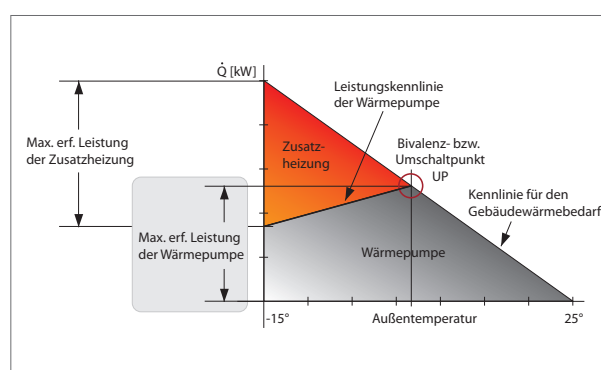 Q̇ [kW]
Leistungskennlinie
der Wärmepumpe
Max. erf. Leistung
der Zusatzheizung
Zusatz-
heizung
Bivalenz- bzw.
Umschaltpunkt
UP
Kennlinie für den
Gebäudewärmebedarf
Max. erf. Leistung
der Wärmepumpe
Wärmepumpe
-15°
Außentemperatur
25°